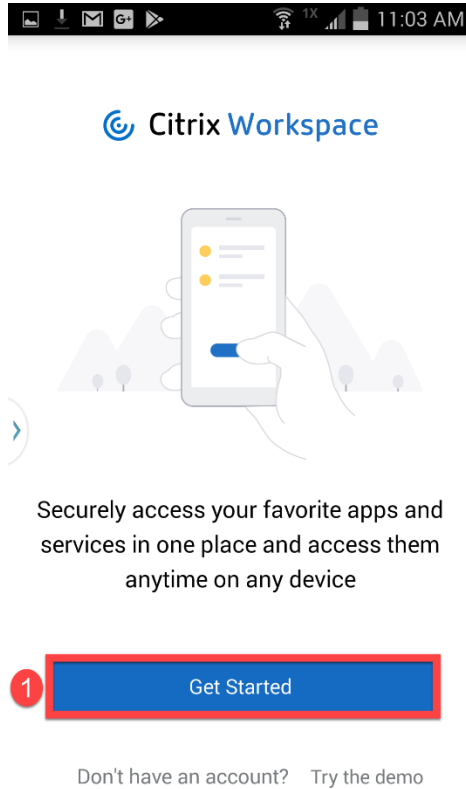 G+ 1X 11:03 AM
Citrix Workspace
Securely access your favorite apps and
services in one place and access them
anytime on any device
1 Get Started
Don't have an account? Try the demo